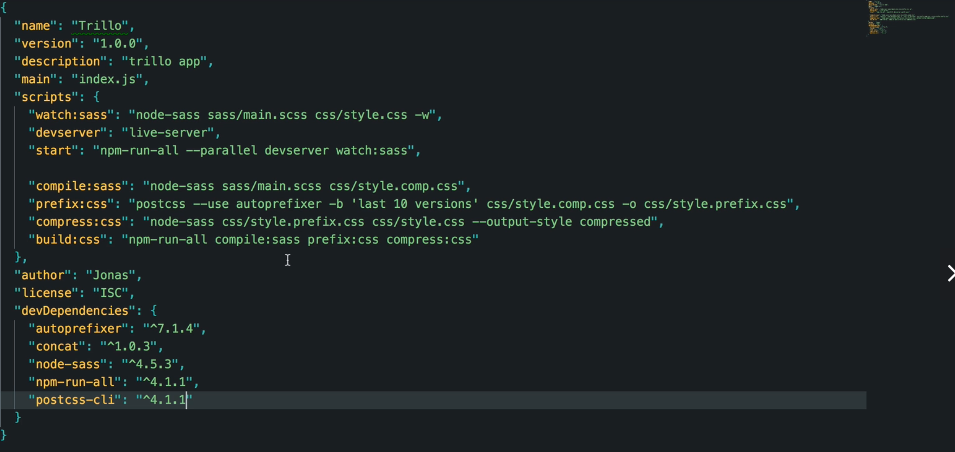 {
"name": "Trillo",
"version": "1.0.0",
"description": "trillo app",
"main": "index.js",
"scripts": {
"watch:sass": "node-sass sass/main.scss css/style.css -w",
"devserver": "live-server",
"start": "npm-run-all --parallel devserver watch:sass",
"compile:sass": "node-sass sass/main.scss css/style.comp.css",
"prefix:css": "postcss --use autoprefixer -b 'last 10 versions' css/style.comp.css -o css/style.prefix.css",
"compress:css": "node-sass css/style.prefix.css css/style.css --output-style compressed",
"build:css": "npm-run-all compile:sass prefix:css compress:css"
},
"author": "Jonas",
"license": "ISC",
"devDependencies": {
"autoprefixer": "^7.1.4",
"concat": "^1.0.3",
"node-sass": "^4.5.3",
"npm-run-all": "^4.1.1",
"postcss-cli": "^4.1.1"
}
}